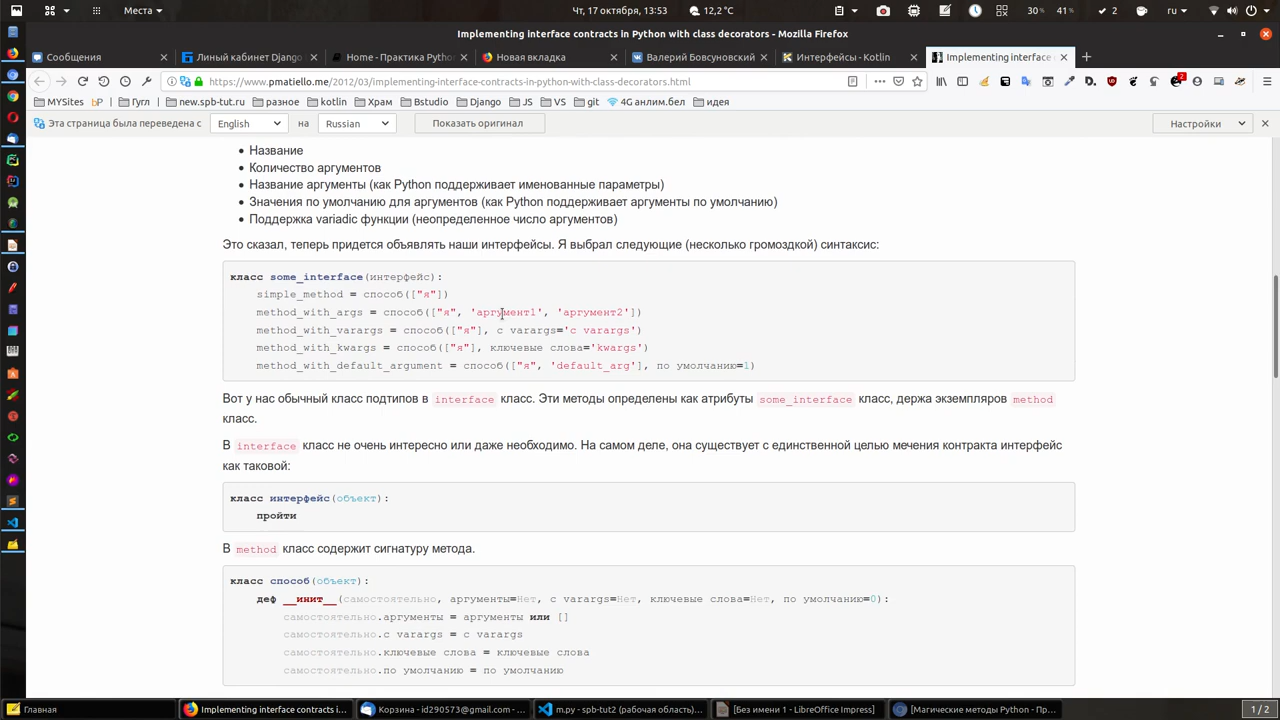 Места
Чт, 17 октября, 13:53
12,2 °C
30%
41%
2
ru
Implementing interface contracts in Python with class decorators - Mozilla Firefox
Сообщения
Линый кабинет Django
Home - Практика Pytho
Новая вкладка
Валерий Бовсуновский
Интерфейсы - Kotlin
Implementing interface
https://www.pmatiello.me/2012/03/implementing-interface-contracts-in-python-with-class-decorators.html
MYSites
Гугл
new.spb-tut.ru
разное
kotlin
Храм
Bstudio
Django
JS
VS
git
4G анлим.бел
идея
Эта страница была переведена с
English
на
Russian
Показать оригинал
Настройки
Название
Количество аргументов
Название аргументы (как Python поддерживает именованные параметры)
Значения по умолчанию для аргументов (как Python поддерживает аргументы по умолчанию)
Поддержка variadic функции (неопределенное число аргументов)
Это сказал, теперь придется объявлять наши интерфейсы. Я выбрал следующие (несколько громоздкой) синтаксис:
класс some_interface(интерфейс):
simple_method = способ(["я"])
method_with_args = способ(["я", 'аргумент1', 'аргумент2'])
method_with_varargs = способ(["я"], с varargs='с varargs')
method_with_kwargs = способ(["я"], ключевые слова='kwargs')
method_with_default_argument = способ(["я", 'default_arg'], по умолчанию=1)
Вот у нас обычный класс подтипов в interface класс. Эти методы определены как атрибуты some_interface класс, держа экземпляров method
класс.
В interface класс не очень интересно или даже необходимо. На самом деле, она существует с единственной целью мечения контракта интерфейс
как таковой:
класс интерфейс(объект):
пройти
В method класс содержит сигнатуру метода.
класс способ(объект):
деф __инит__(самостоятельно, аргументы=Нет, с varargs=Нет, ключевые слова=Нет, по умолчанию=0):
самостоятельно.аргументы = аргументы или []
самостоятельно.с varargs = с varargs
самостоятельно.ключевые слова = ключевые слова
самостоятельно.по умолчанию = по умолчанию
Главная
Implementing interface contracts i...
Корзина - id290573@gmail.com - ...
m.py - spb-tut2 (рабочая область)...
[Без имени 1 - LibreOffice Impress]
[Магические методы Python - Пр...
1 / 2